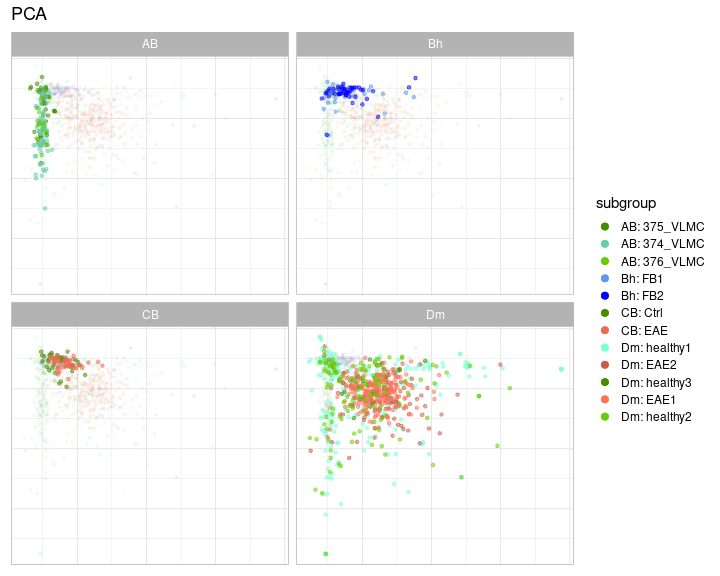 PCA
AB
Bh
CB
Dm
subgroup
AB: 375_VLMC
AB: 374_VLMC
AB: 376_VLMC
Bh: FB1
Bh: FB2
CB: Ctrl
CB: EAE
Dm: healthy1
Dm: EAE2
Dm: healthy3
Dm: EAE1
Dm: healthy2